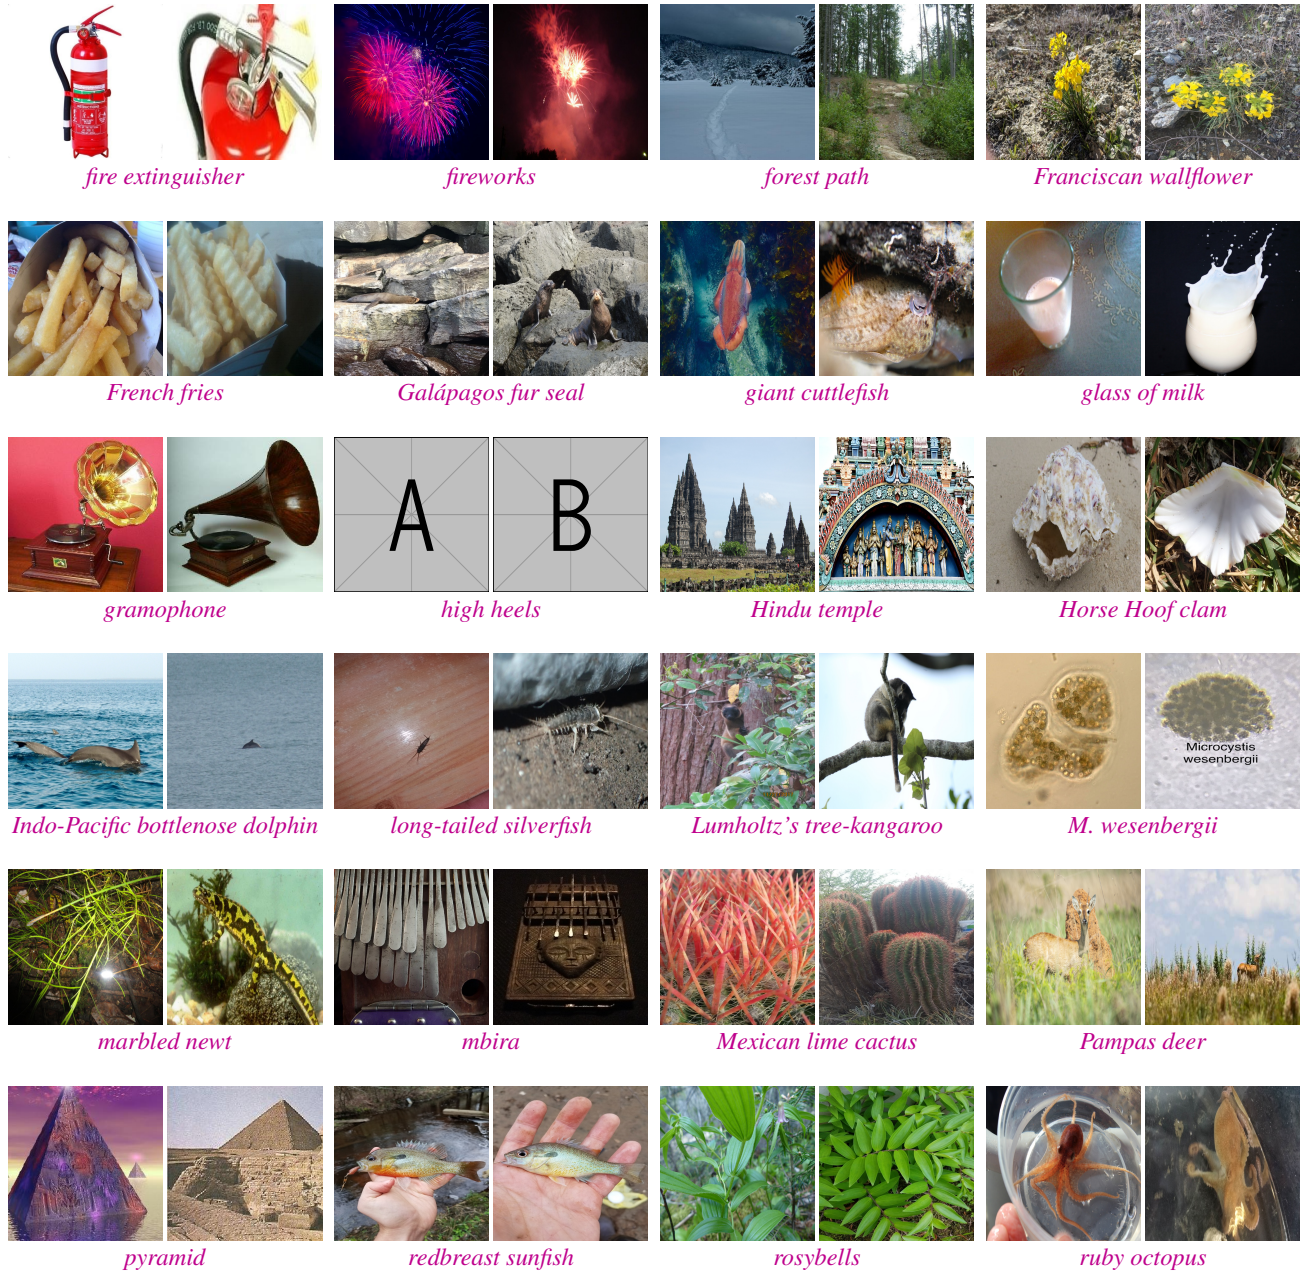 fire extinguisher
fireworks
forest path
Franciscan wallflower
French fries
Galápagos fur seal
giant cuttlefish
glass of milk
gramophone
A
B
high heels
Hindu temple
Horse Hoof clam
Microcystis
wesenbergii
Indo-Pacific bottlenose dolphin
long-tailed silverfish
Lumholtz's tree-kangaroo
M. wesenbergii
marbled newt
mbira
Mexican lime cactus
Pampas deer
pyramid
redbreast sunfish
rosybells
ruby octopus